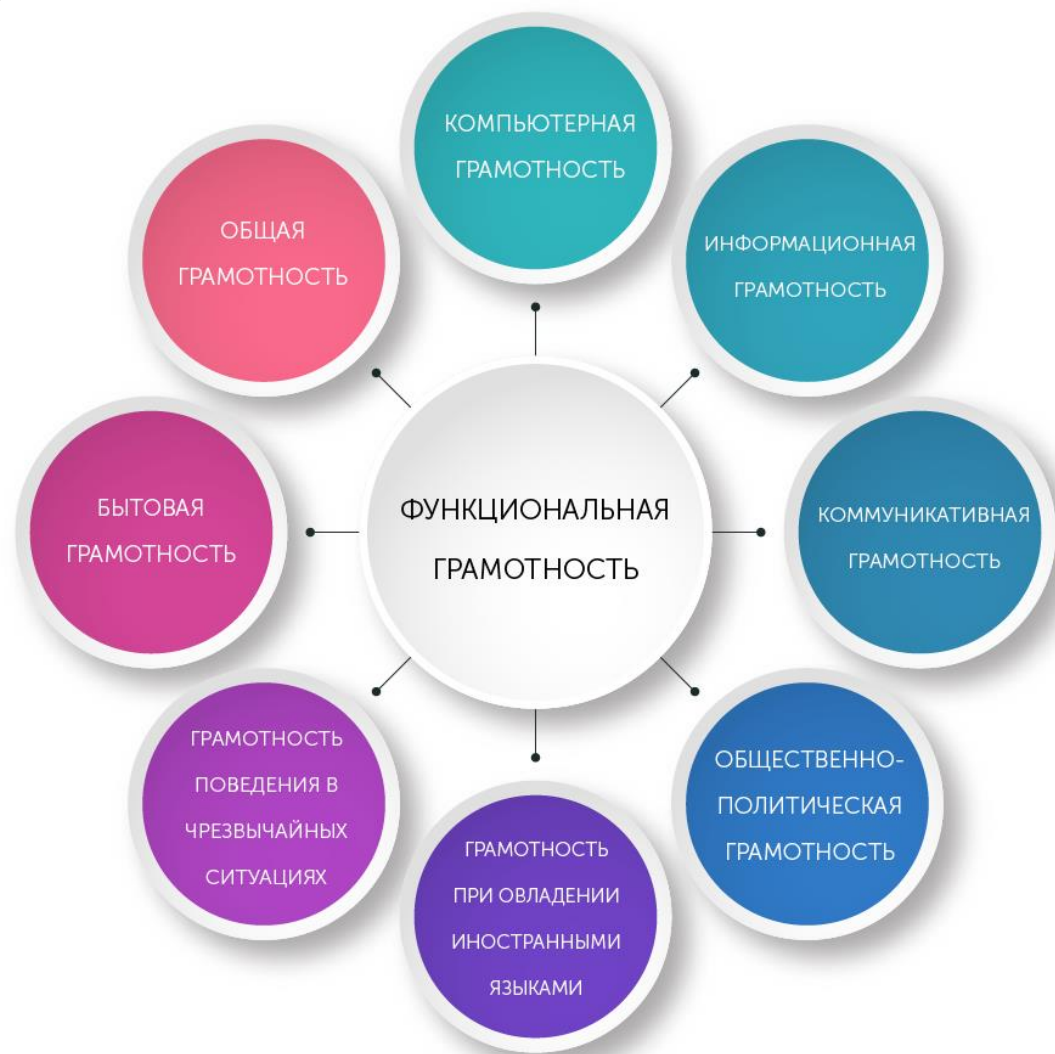 КОМПЬЮТЕРНАЯ
ГРАМОТНОСТЬ
ОБЩАЯ
ГРАМОТНОСТЬ
ИНФОРМАЦИОННАЯ
ГРАМОТНОСТЬ
БЫТОВАЯ
ГРАМОТНОСТЬ
ФУНКЦИОНАЛЬНАЯ
ГРАМОТНОСТЬ
КОММУНИКАТИВНАЯ
ГРАМОТНОСТЬ
ГРАМОТНОСТЬ
ПОВЕДЕНИЯ В
ЧРЕЗВЫЧАЙНЫХ
СИТУАЦИЯХ
ОБЩЕСТВЕННО-
ПОЛИТИЧЕСКАЯ
ГРАМОТНОСТЬ
ГРАМОТНОСТЬ
ПРИ ОВЛАДЕНИИ
ИНОСТРАННЫМИ
ЯЗЫКАМИ